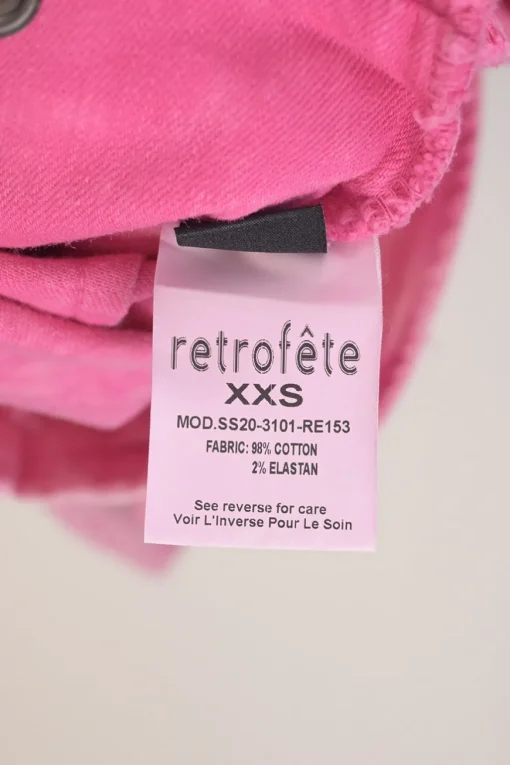 retrofête
XXS
MOD.SS20-3101-RE153
FABRIC: 98% COTTON
2% ELASTAN
See reverse for care
Voir L'Inverse Pour Le Soin